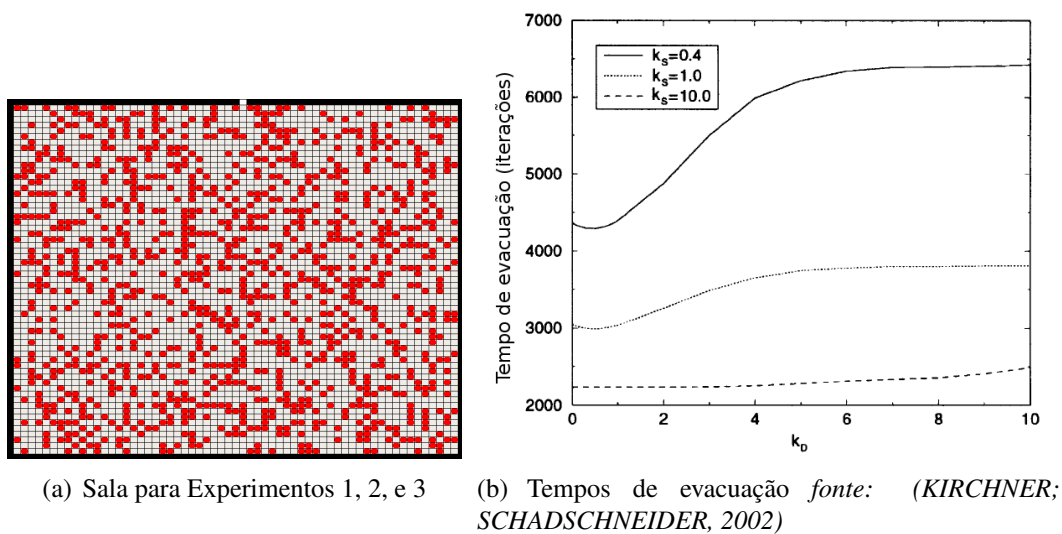 7000
6000
5000
4000
3000
2000
Tempo de evacuação (iterações)
k_S=0.4
k_S=1.0
k_S=10.0
0 2 4 6 8 10
k_D
(a) Sala para Experimentos 1, 2, e 3
(b) Tempos de evacuação fonte: (KIRCHNER;
SCHADSCHNEIDER, 2002)